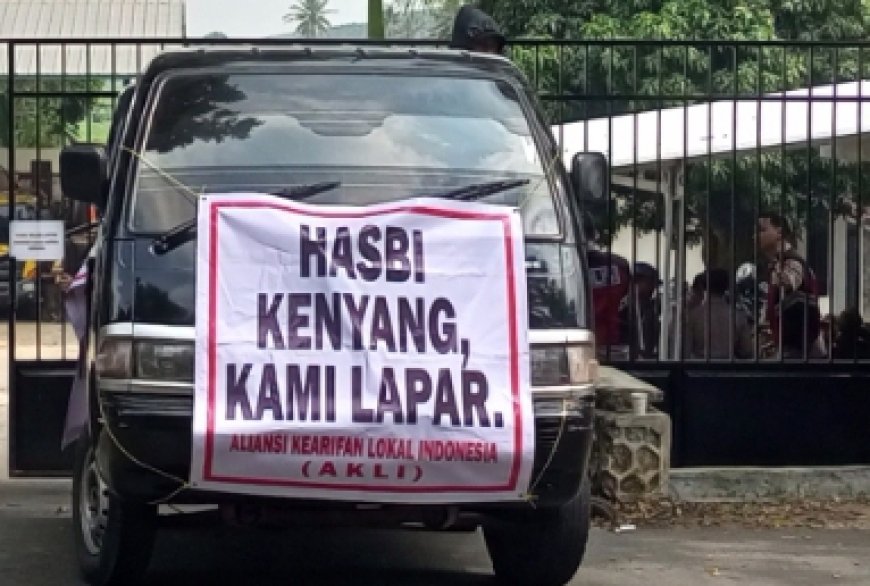 HASBI
KENYANG,
KAMI LAPAR.
ALIANSI KEARIFAN LOKAL INDONESIA
(AKLI)